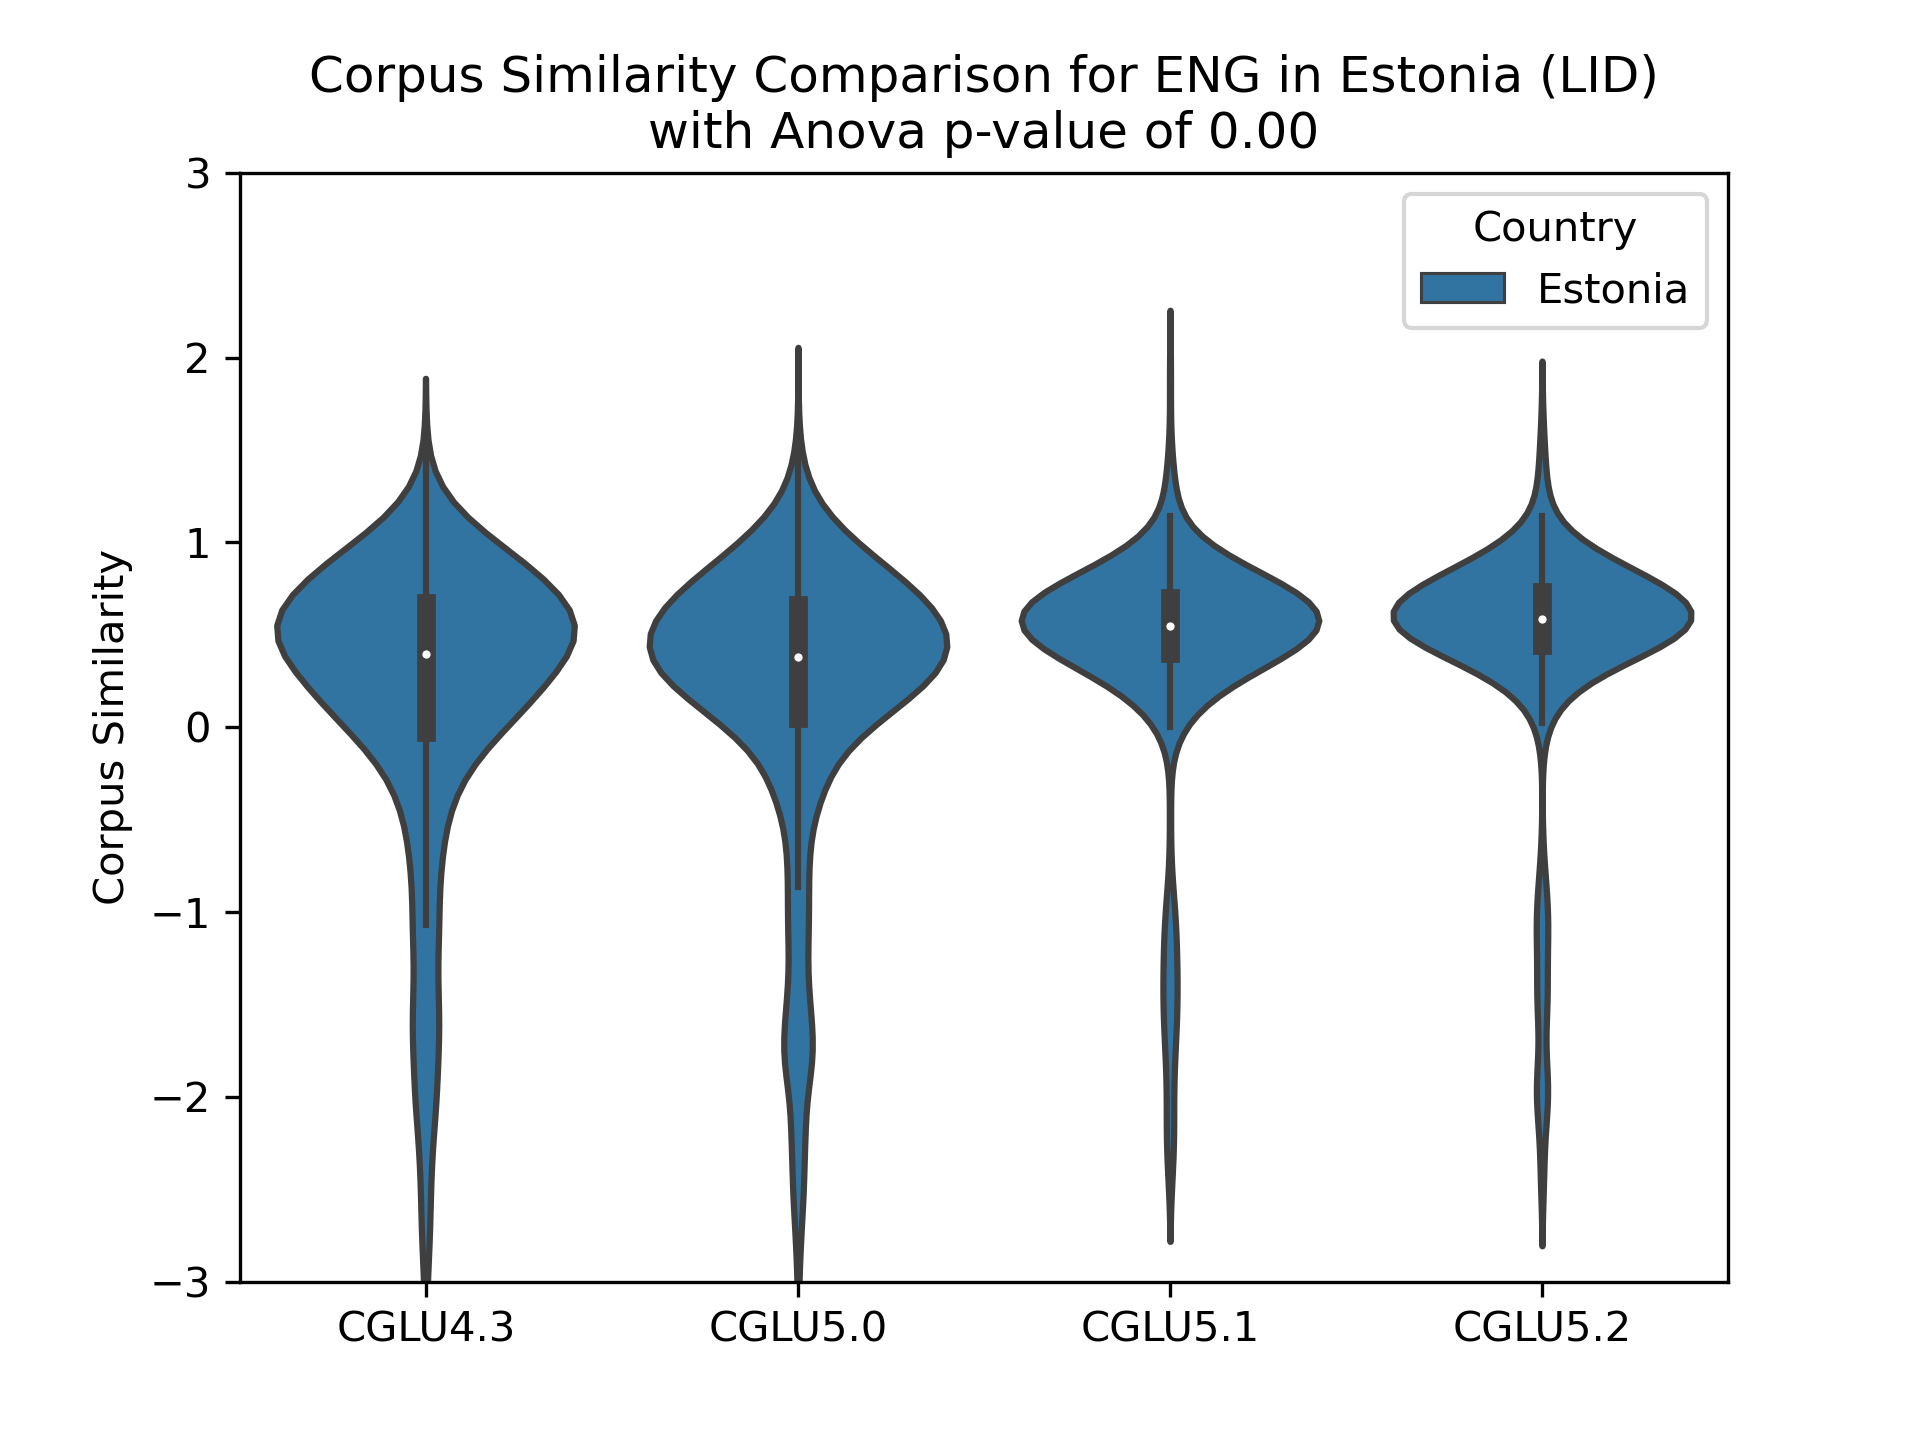 Corpus Similarity Comparison for ENG in Estonia (LID)
with Anova p-value of 0.00
Country
Estonia
Corpus Similarity
3
2
1
0
−1
−2
−3
CGLU4.3
CGLU5.0
CGLU5.1
CGLU5.2